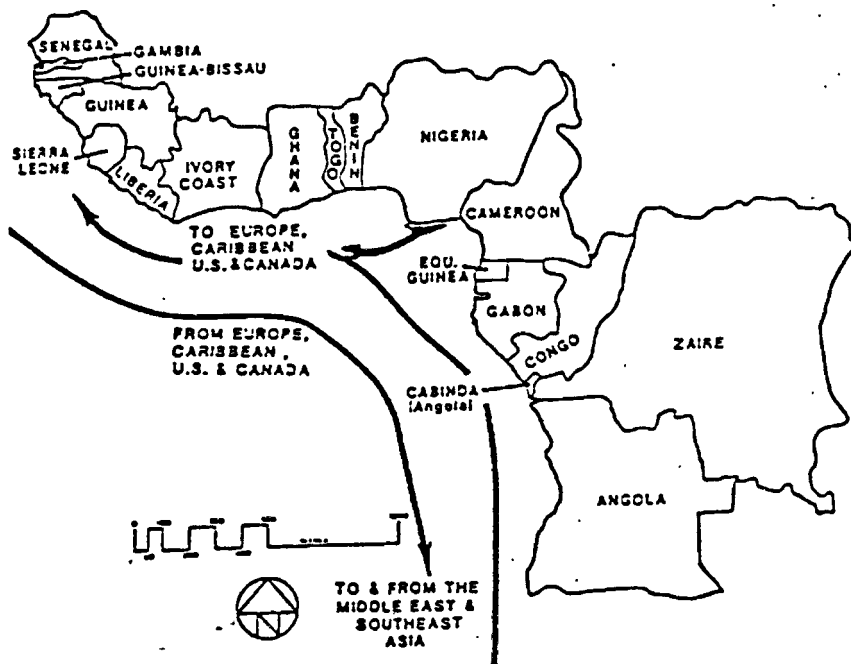 SENEGAL
GAMBIA
GUINEA-BISSAU
GUINEA
SIERRA
LEONE
LIBERIA
IVORY
COAST
GHANA
TOGO
BENIN
NIGERIA
CAMEROON
TO EUROPE,
CARIBBEAN
U.S. & CANADA
EQU.
GUINEA
GABON
CONGO
ZAIRE
FROM EUROPE,
CARIBBEAN,
U.S. & CANADA
CABINDA
(Angola)
ANGOLA
0
TO & FROM THE
MIDDLE EAST &
SOUTHEAST
ASIA
N